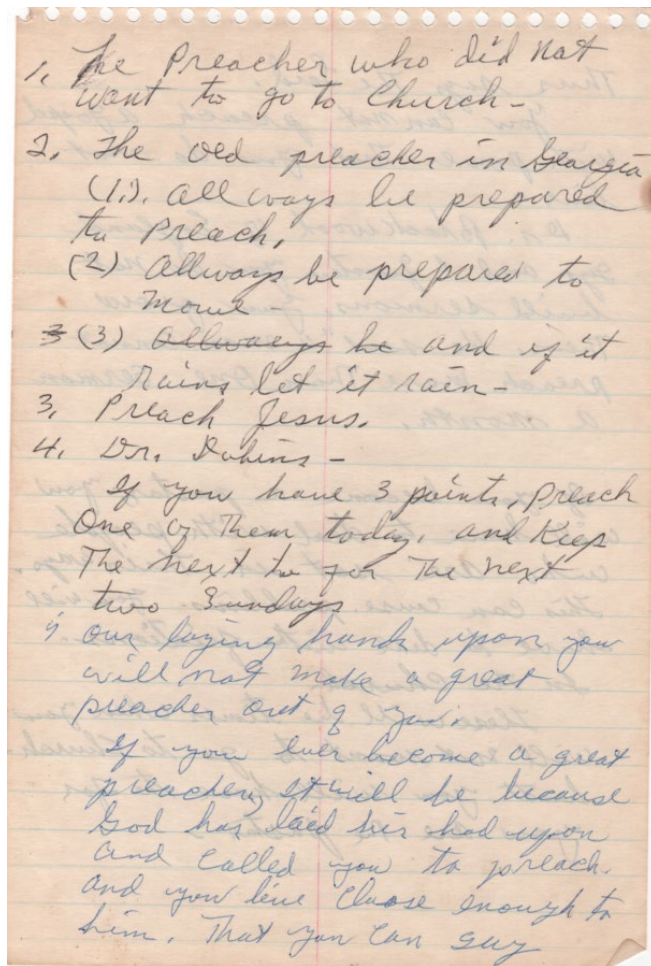 1. The Preacher who did not
want to go to Church -
2. The old preacher in Georgia
(1.). all ways be prepared
to Preach,
(2) Allways be prepared to
move -
3 (3) Allways be and if it
rains let it rain -
3. Preach Jesus.
4. Dr. Dobins -
If you have 3 points, Preach
One of Them today, and Keep
The next to for The next
two Sundays
our laying hands upon you
will not make a great
preacher out of you.
If you ever become a great
preacher, It will be because
God has laid his had upon
and called you to preach.
and you live Cloose enough to
him. That you Can say